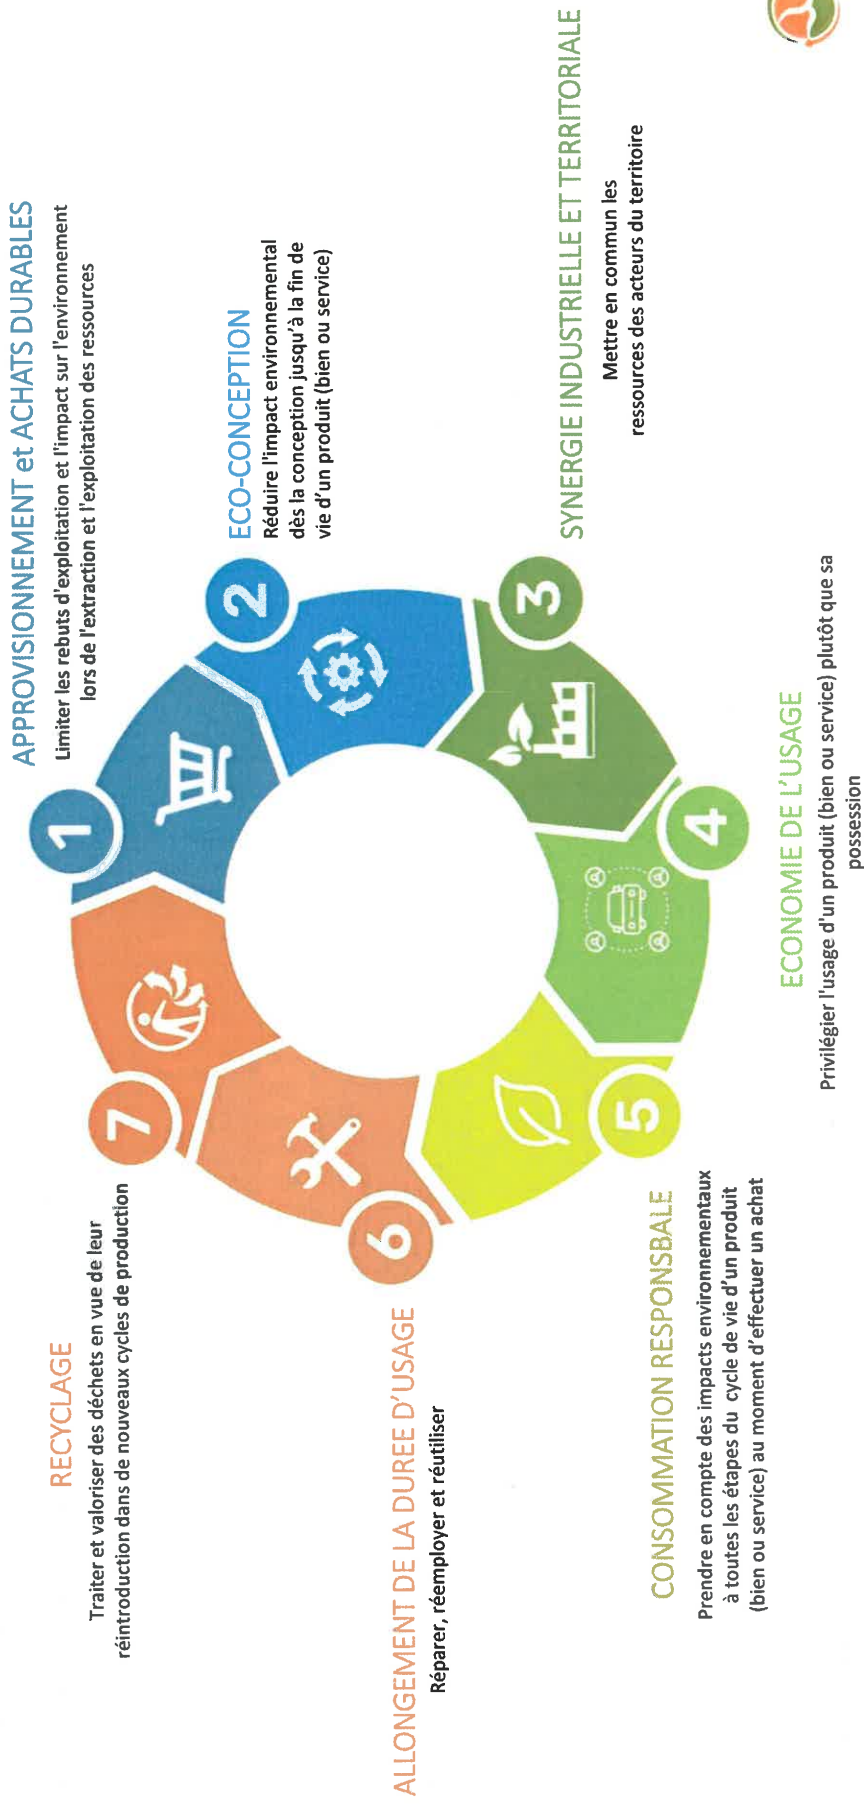 1
APPROVISIONNEMENT et ACHATS DURABLES
Limiter les rebuts d'exploitation et l'impact sur l'environnement
lors de l'extraction et l'exploitation des ressources
2
ECO-CONCEPTION
Réduire l'impact environnemental
dès la conception jusqu'à la fin de
vie d'un produit (bien ou service)
3
SYNERGIE INDUSTRIELLE ET TERRITORIALE
Mettre en commun les
ressources des acteurs du territoire
4
ECONOMIE DE L'USAGE
Privilégier l'usage d'un produit (bien ou service) plutôt que sa
possession
5
CONSOMMATION RESPONSBALE
Prendre en compte des impacts environnementaux
à toutes les étapes du cycle de vie d'un produit
(bien ou service) au moment d'effectuer un achat
6
ALLONGEMENT DE LA DUREE D'USAGE
Réparer, réemployer et réutiliser
7
RECYCLAGE
Traiter et valoriser des déchets en vue de leur
réintroduction dans de nouveaux cycles de production